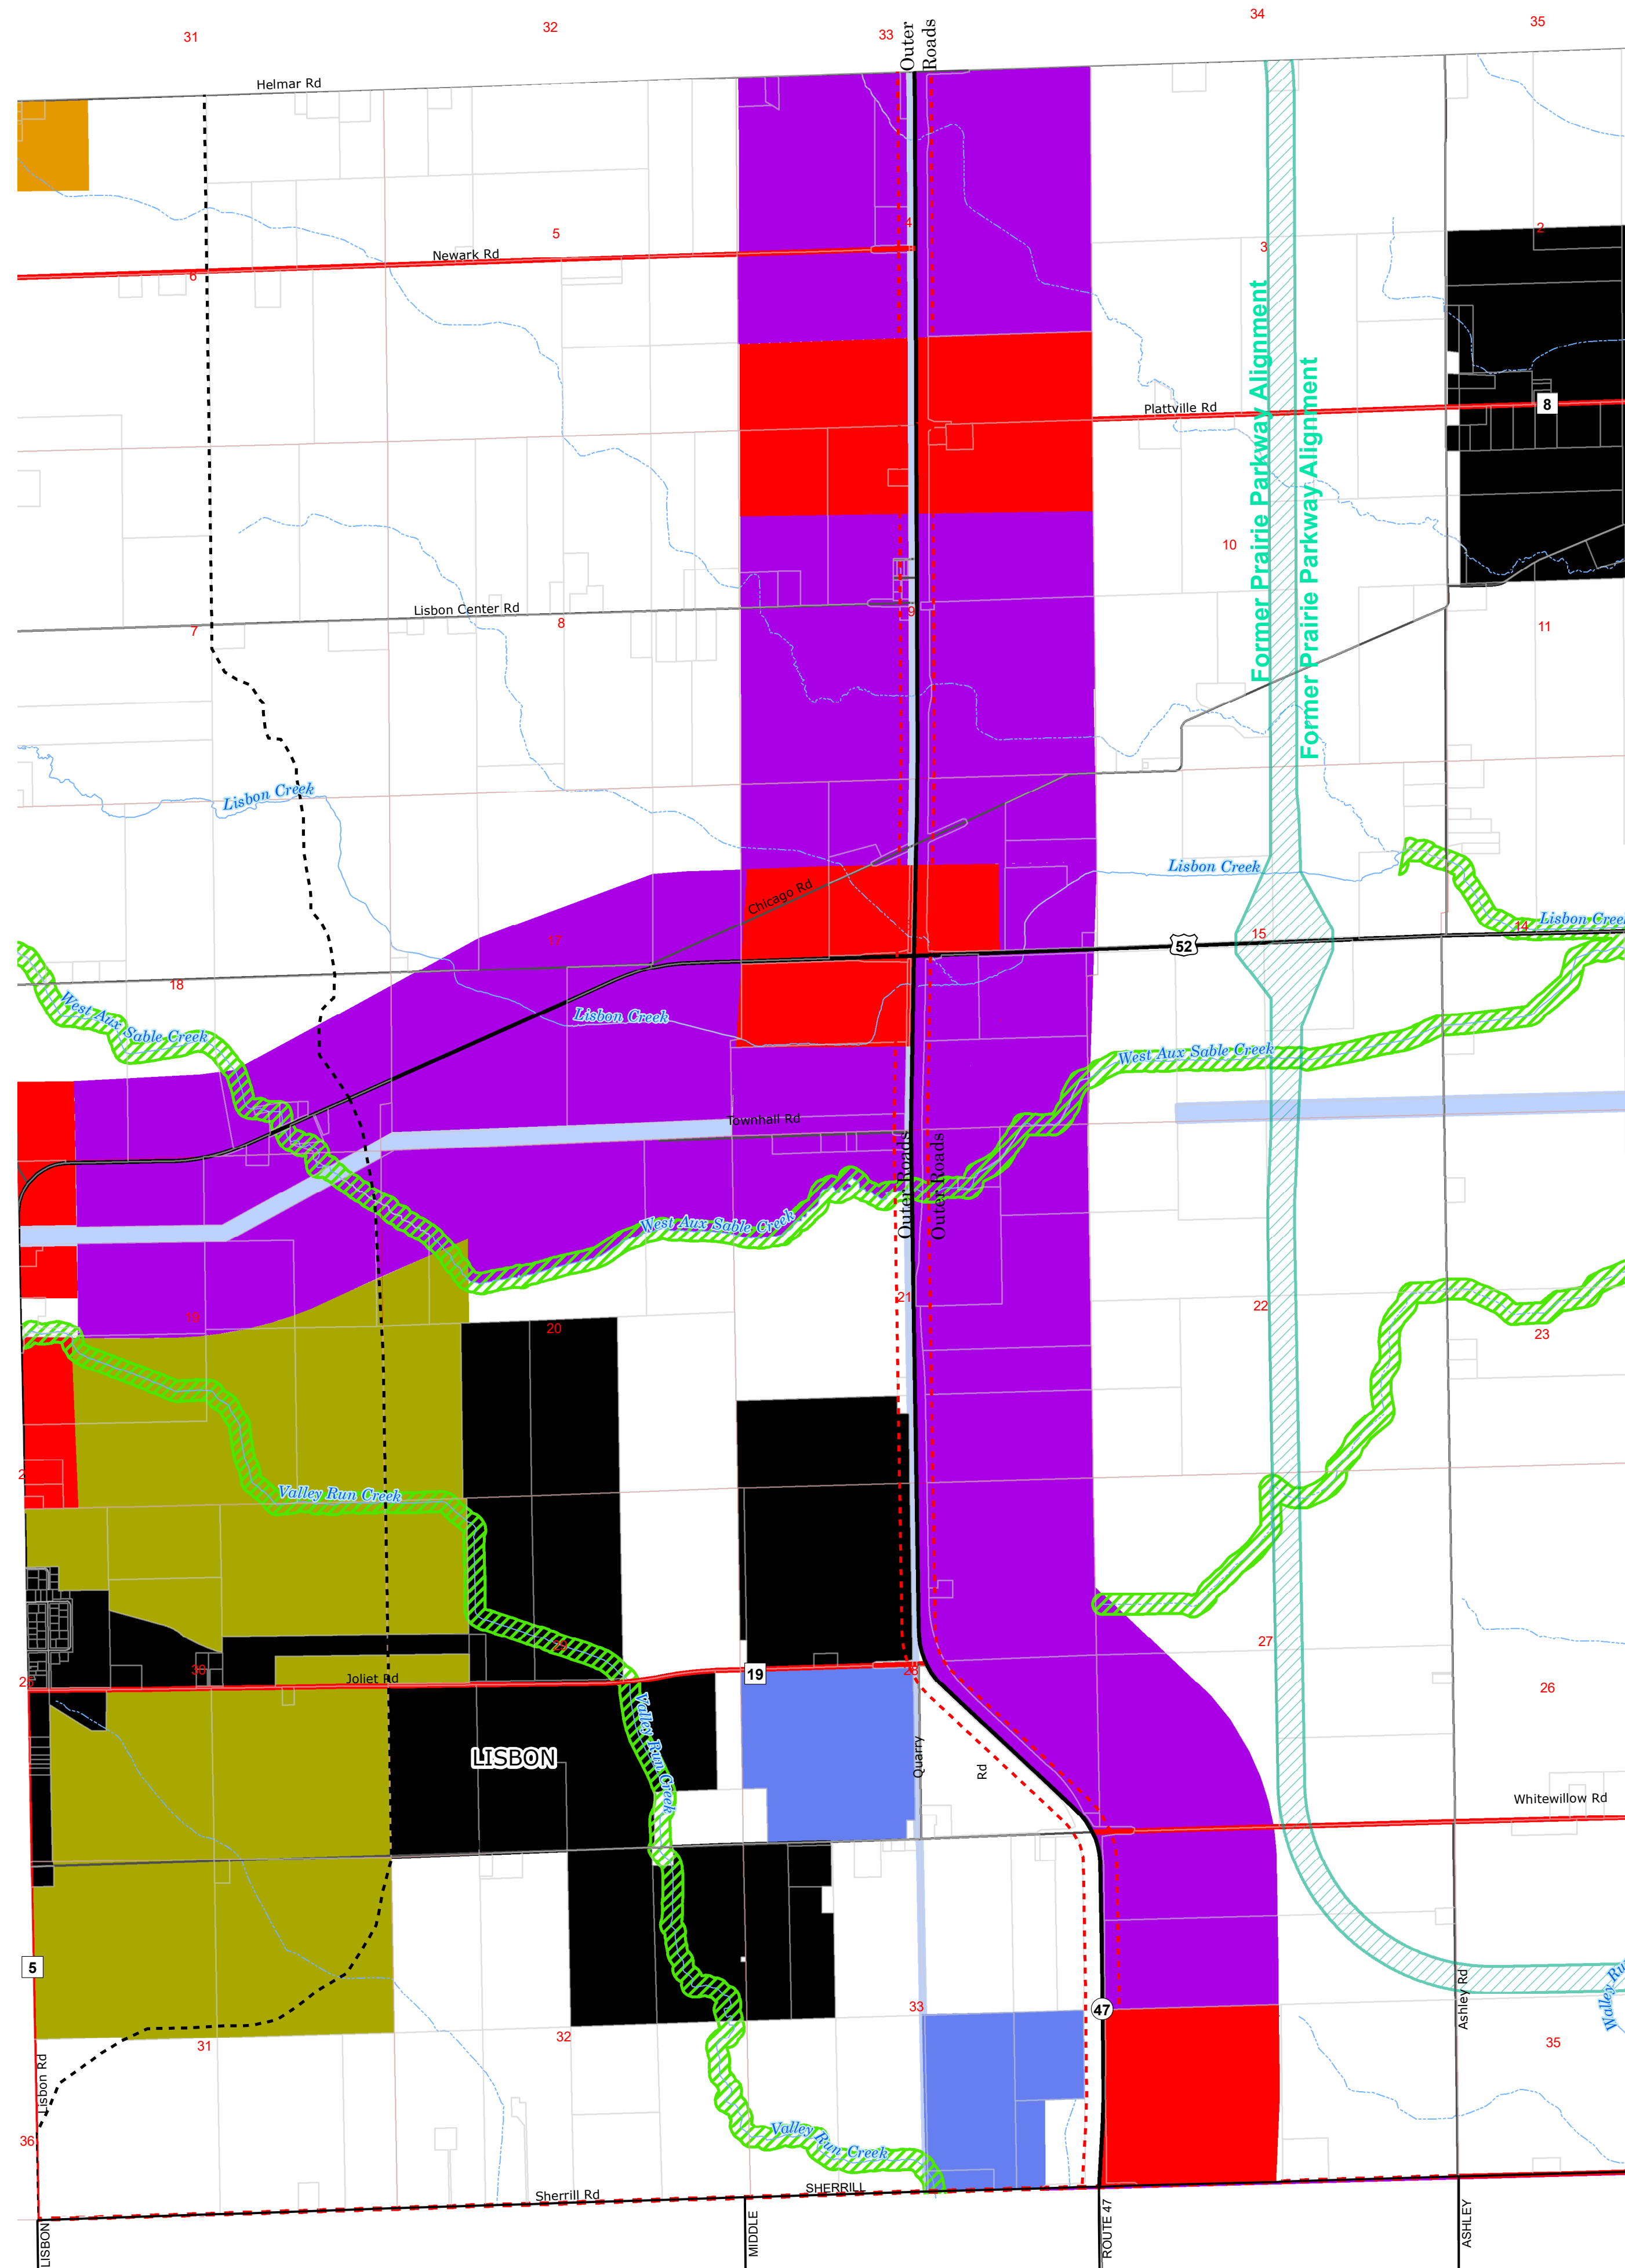 31
32
33
Outer
Roads
34
35
Helmar Rd
5
4
2
3
6
Newark Rd
Former Prairie Parkway Alignment
Former Prairie Parkway Alignment
8
Plattville Rd
10
Lisbon Center Rd
9
7
8
11
Lisbon Creek
Lisbon Creek
Chicago Rd
Lisbon Creek
14
15
17
52
18
West Aux Sable Creek
Lisbon Creek
West Aux Sable Creek
Townhall Rd
Outer Roads
Outer Roads
West Aux Sable Creek
21
22
19
20
23
Valley Run Creek
27
29
30
28
25
19
Joliet Rd
26
Valley Run Creek
LISBON
Quarry
Rd
Whitewillow Rd
5
Ashley Rd
47
33
32
31
35
Lisbon Rd
36
Valley Run Creek
SHERRILL
Sherrill Rd
LISBON
MIDDLE
ROUTE 47
ASHLEY